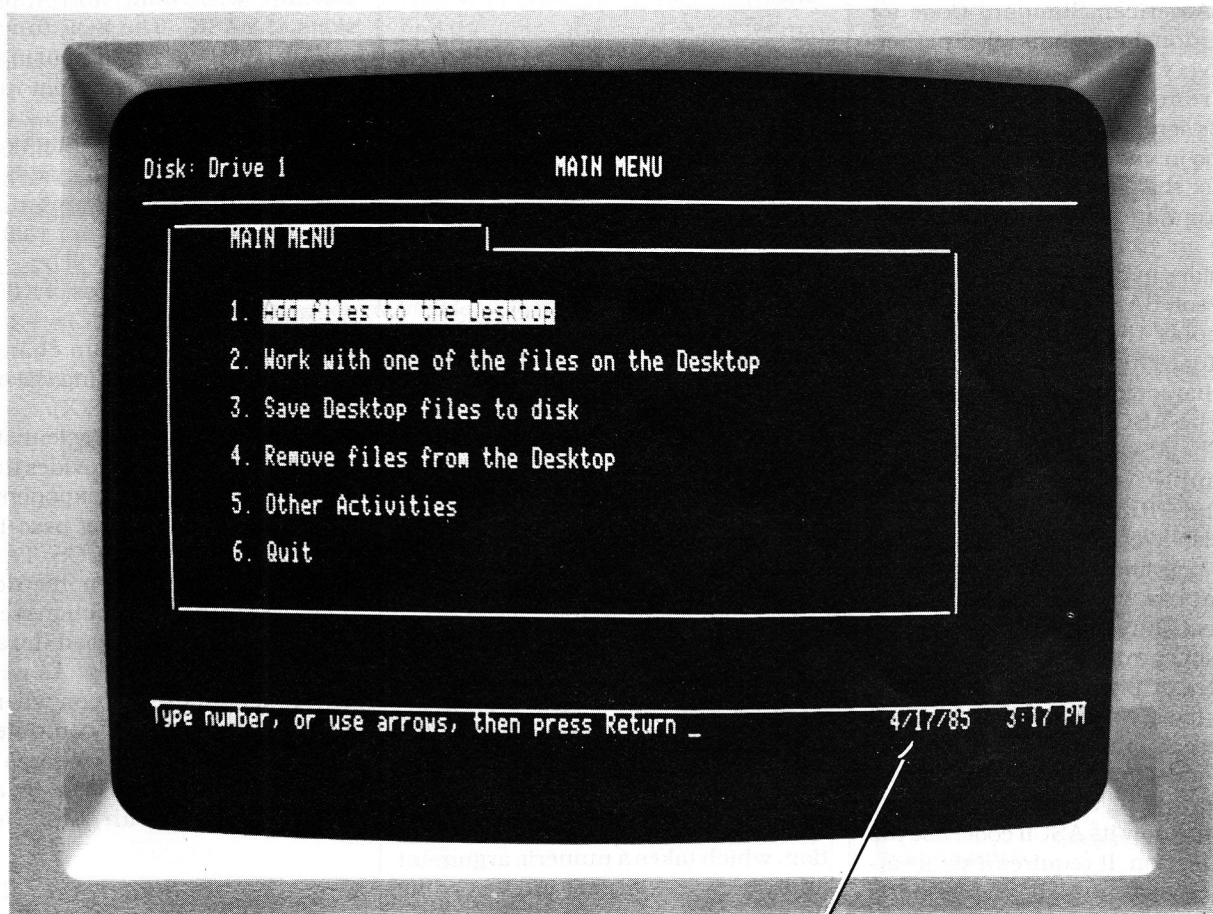 Disk: Drive 1 MAIN MENU
MAIN MENU
1. Add files to the Desktop
2. Work with one of the files on the Desktop
3. Save Desktop files to disk
4. Remove files from the Desktop
5. Other Activities
6. Quit
Type number, or use arrows, then press Return _ 4/17/85 3:17 PM